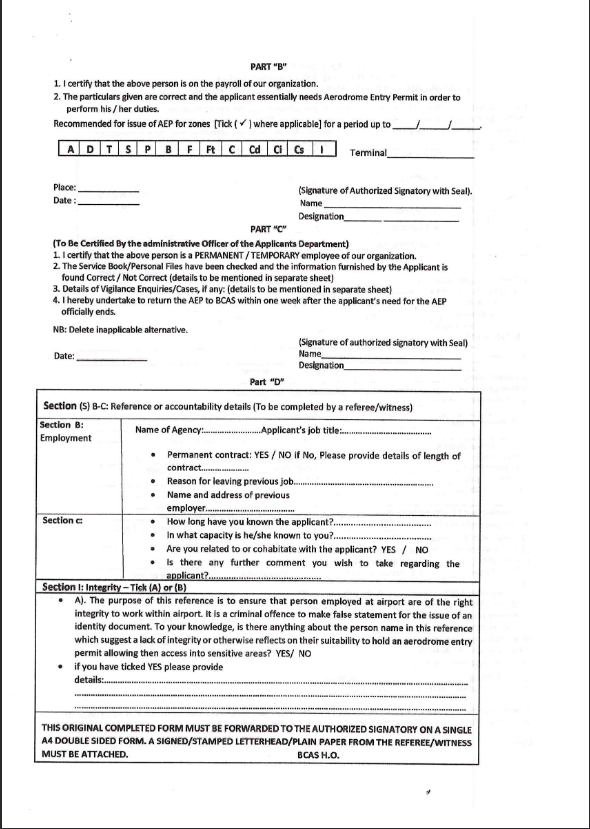 PART "B"
1. I certify that the above person is on the payroll of our organization.
2. The particulars given are correct and the applicant essentially needs Aerodrome Entry Permit in order to
perform his / her duties.
Recommended for issue of AEP for zones [Tick ( ✓ ) where applicable] for a period up to _____/______/______.
A D T S P B F Ft C Cd Ci Cs I Terminal_________________
Place: ____________
Date : ____________
(Signature of Authorized Signatory with Seal).
Name ___________________________
Designation________ __________________
PART "C"
(To Be Certified By the administrative Officer of the Applicants Department)
1. I certify that the above person is a PERMANENT / TEMPORARY employee of our organization.
2. The Service Book/Personal Files have been checked and the information furnished by the Applicant is
found Correct / Not Correct (details to be mentioned in separate sheet)
3. Details of Vigilance Enquiries/Cases, if any: (details to be mentioned in separate sheet)
4. I hereby undertake to return the AEP to BCAS within one week after the applicant's need for the AEP
officially ends.
NB: Delete inapplicable alternative.
(Signature of authorized signatory with Seal)
Date: ______________
Name____________________________
Designation_______________________
Part "D"
Section (S) B-C: Reference or accountability details (To be completed by a referee/witness)
Section B:
Employment
Name of Agency:........................Applicant's job title:.....................................
• Permanent contract: YES / NO if No, Please provide details of length of
contract....................
• Reason for leaving previous job..........................................................
• Name and address of previous
employer.....................................
Section c:
• How long have you known the applicant?........................................
• In what capacity is he/she known to you?........................................
• Are you related to or cohabitate with the applicant? YES / NO
• Is there any further comment you wish to take regarding the
applicant?..............................................
Section I: Integrity – Tick (A) or (B)
• A). The purpose of this reference is to ensure that person employed at airport are of the right
integrity to work within airport. It is a criminal offence to make false statement for the issue of an
identity document. To your knowledge, is there anything about the person name in this reference
which suggest a lack of integrity or otherwise reflects on their suitability to hold an aerodrome entry
permit allowing then access into sensitive areas? YES/ NO
• if you have ticked YES please provide
details:...............................................................................................................
........................................................................................................................
........................................................................................................................
THIS ORIGINAL COMPLETED FORM MUST BE FORWARDED TO THE AUTHORIZED SIGNATORY ON A SINGLE
A4 DOUBLE SIDED FORM. A SIGNED/STAMPED LETTERHEAD/PLAIN PAPER FROM THE REFEREE/WITNESS
MUST BE ATTACHED. BCAS H.O.